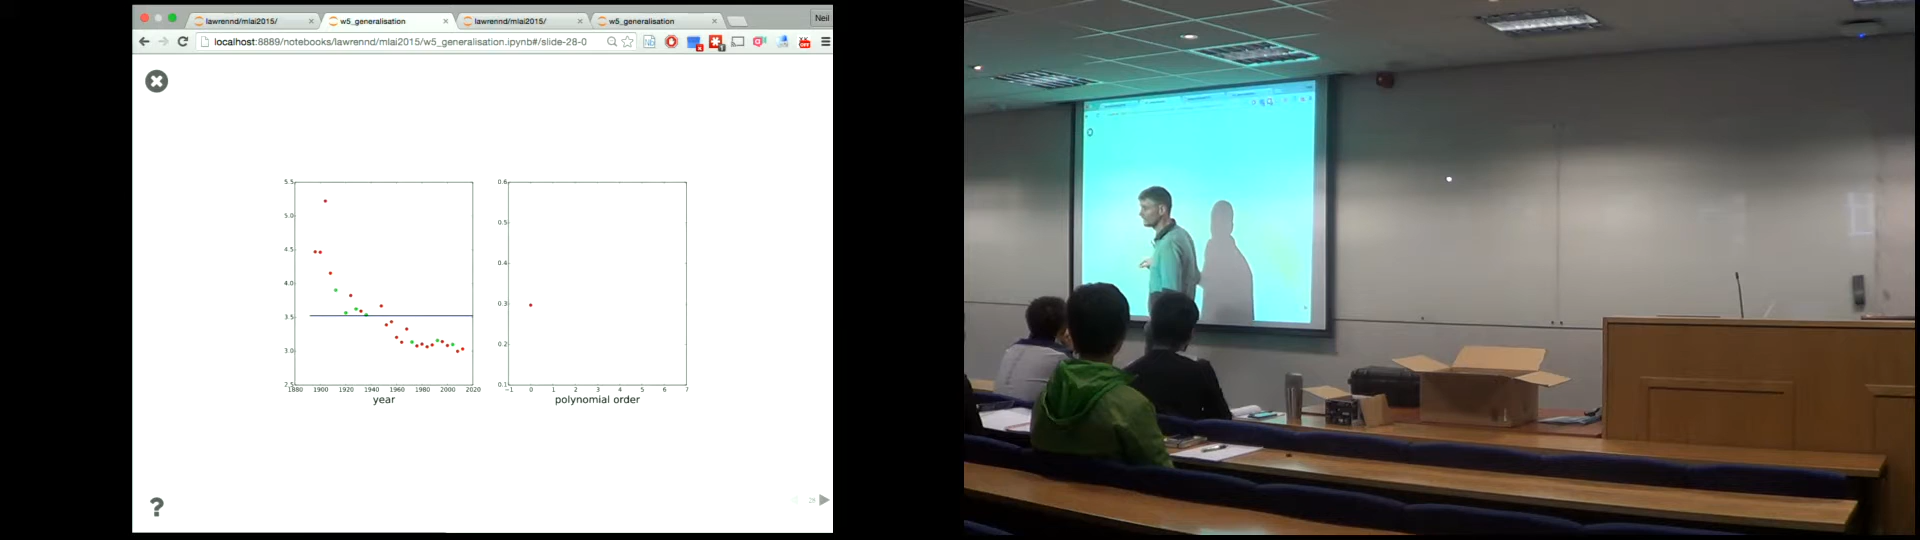 lawrennd/mlai2015/
w5_generalisation
lawrennd/mlai2015/
w5_generalisation
Neil
localhost:8889/notebooks/lawrennd/mlai2015/w5_generalisation.ipynb#/slide-28-0
5.5
5.0
4.5
4.0
3.5
3.0
2.5
1880 1900 1920 1940 1960 1980 2000 2020
year
0.6
0.5
0.4
0.3
0.2
0.1
−1 0 1 2 3 4 5 6 7
polynomial order
?